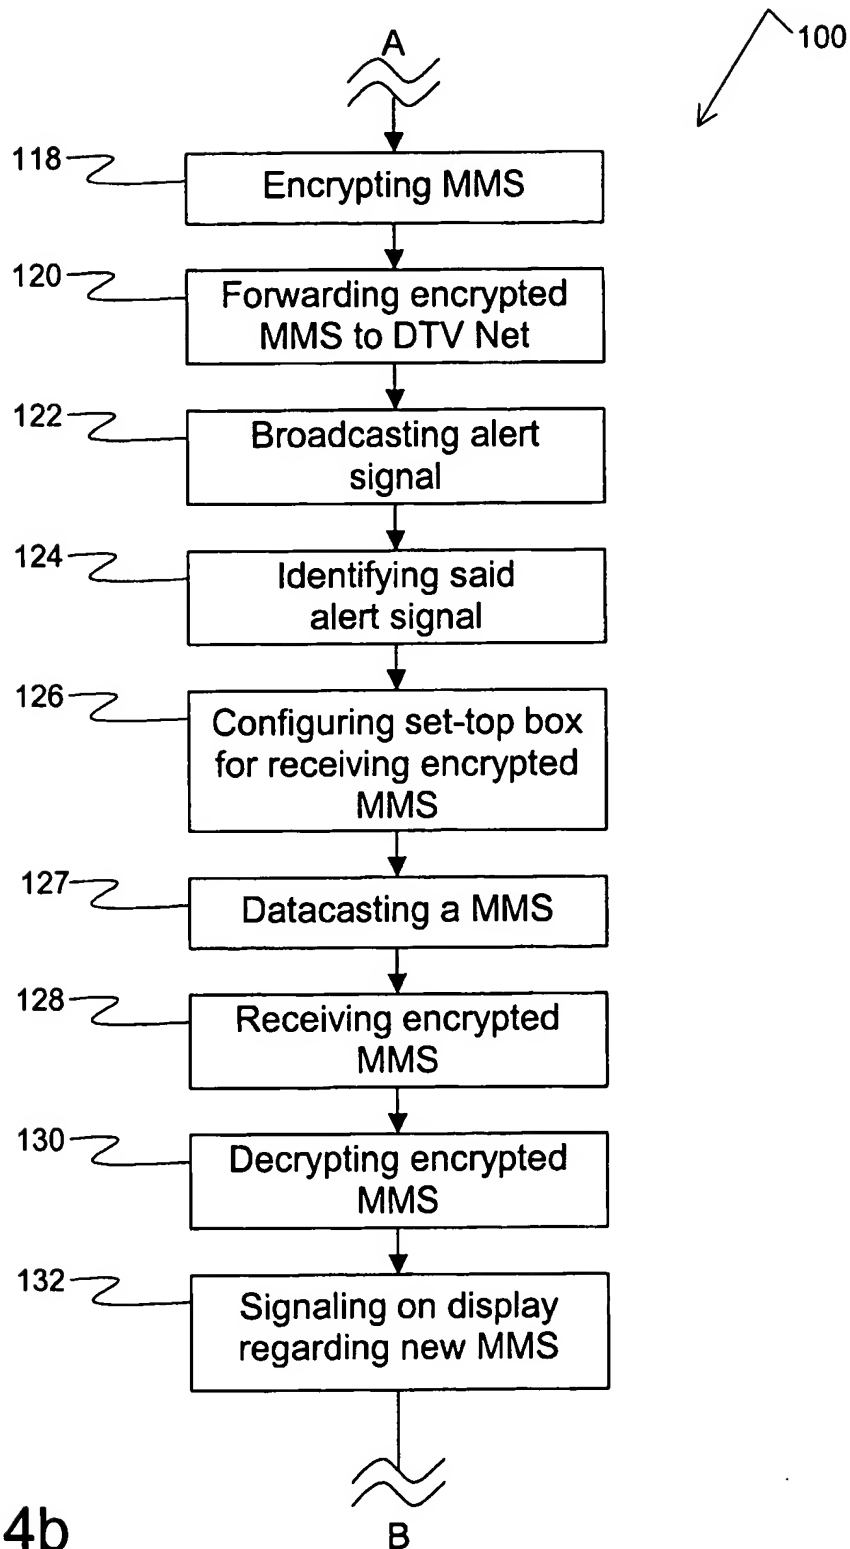 A
100
118
Encrypting MMS
120
Forwarding encrypted
MMS to DTV Net
122
Broadcasting alert
signal
124
Identifying said
alert signal
126
Configuring set-top box
for receiving encrypted
MMS
127
Datacasting a MMS
128
Receiving encrypted
MMS
130
Decrypting encrypted
MMS
132
Signaling on display
regarding new MMS
4b
B